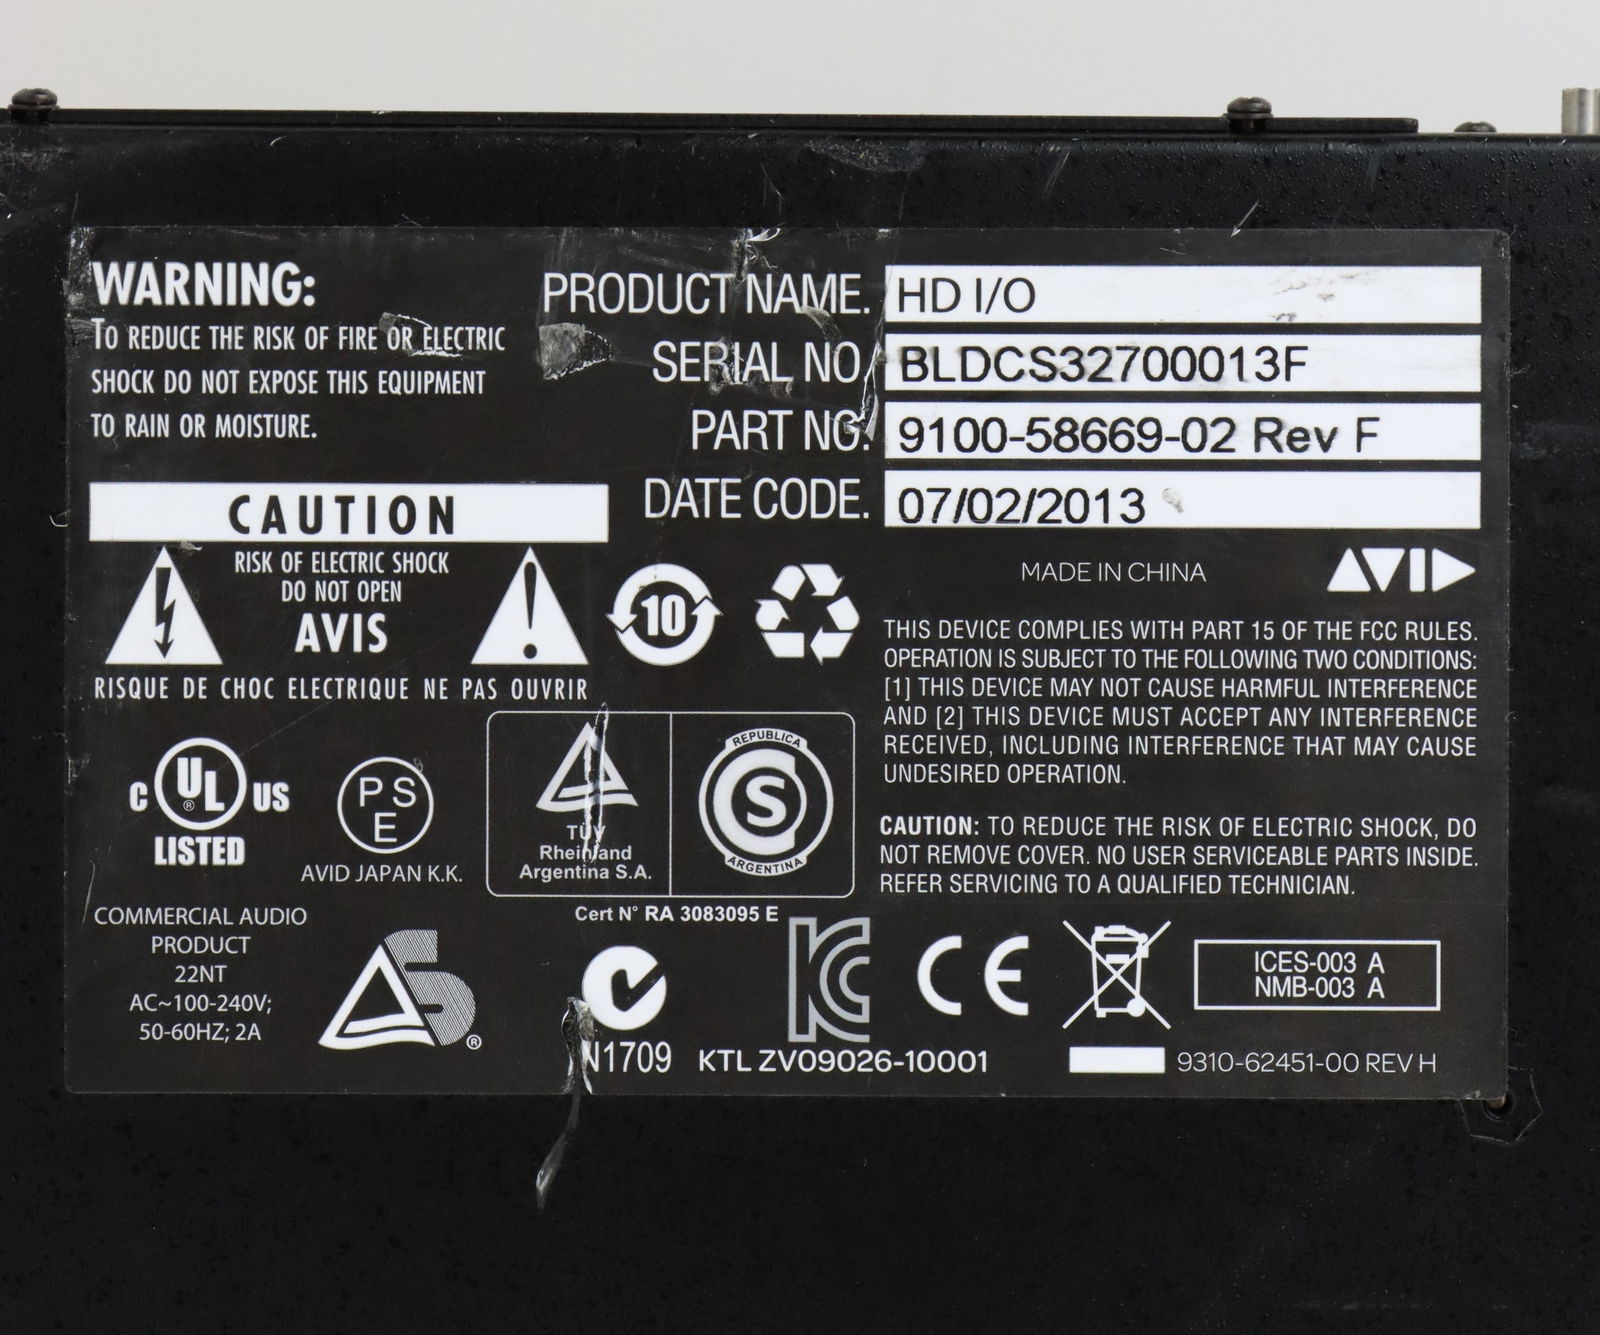 WARNING:
TO REDUCE THE RISK OF FIRE OR ELECTRIC
SHOCK DO NOT EXPOSE THIS EQUIPMENT
TO RAIN OR MOISTURE.
PRODUCT NAME. HD I/O
SERIAL NO. BLDCS32700013F
PART NO. 9100-58669-02 Rev F
DATE CODE. 07/02/2013
CAUTION
RISK OF ELECTRIC SHOCK
DO NOT OPEN
AVIS
RISQUE DE CHOC ELECTRIQUE NE PAS OUVRIR
10
MADE IN CHINA
AVID
THIS DEVICE COMPLIES WITH PART 15 OF THE FCC RULES.
OPERATION IS SUBJECT TO THE FOLLOWING TWO CONDITIONS:
[1] THIS DEVICE MAY NOT CAUSE HARMFUL INTERFERENCE
AND [2] THIS DEVICE MUST ACCEPT ANY INTERFERENCE
RECEIVED, INCLUDING INTERFERENCE THAT MAY CAUSE
UNDESIRED OPERATION.
CAUTION: TO REDUCE THE RISK OF ELECTRIC SHOCK, DO
NOT REMOVE COVER. NO USER SERVICEABLE PARTS INSIDE.
REFER SERVICING TO A QUALIFIED TECHNICIAN.
C UL ® US
LISTED
PS
E
AVID JAPAN K.K.
TÜV
Rheinland
Argentina S.A.
REPUBLICA
S
ARGENTINA
Cert N° RA 3083095 E
COMMERCIAL AUDIO
PRODUCT
22NT
AC~100-240V;
50-60HZ; 2A
S ®
N1709
KC
KTL ZV09026-10001
CE
ICES-003 A
NMB-003 A
9310-62451-00 REV H